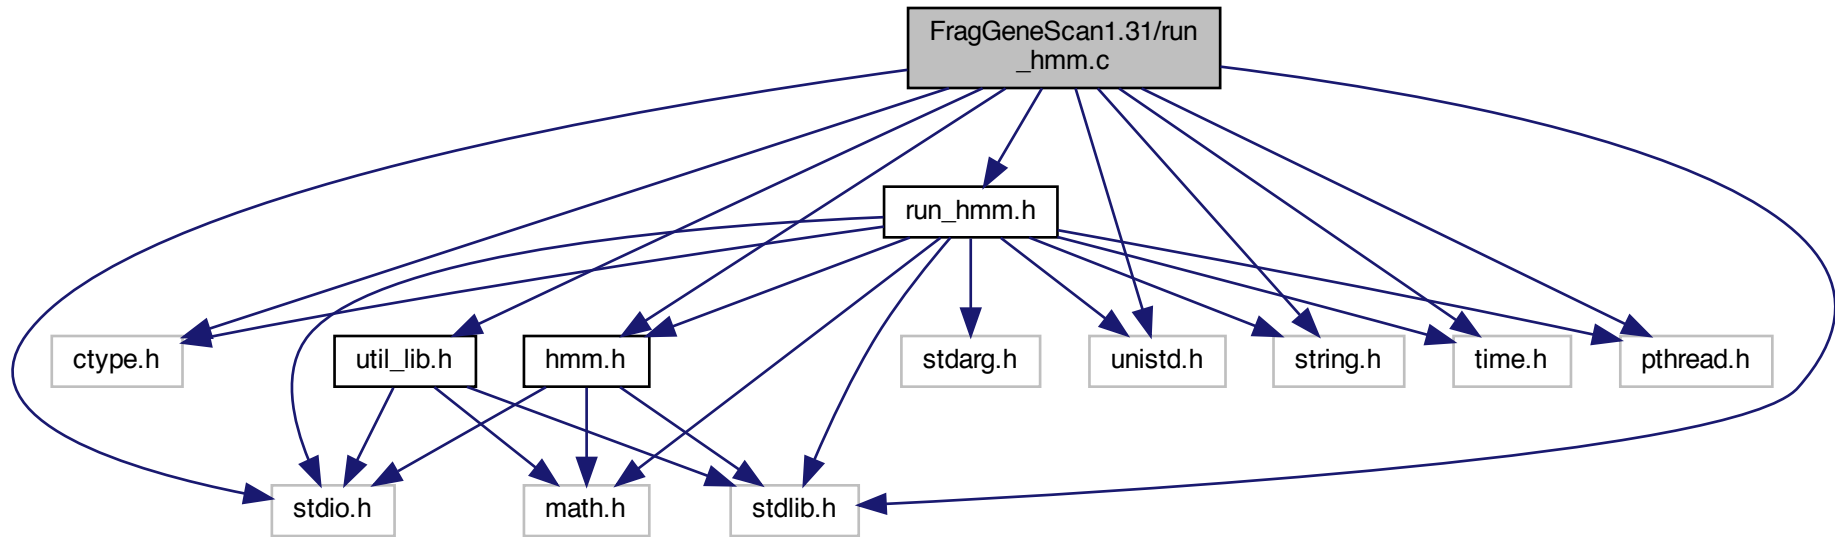 FragGeneScan1.31/run
_hmm.c
run_hmm.h
ctype.h
util_lib.h
hmm.h
stdarg.h
unistd.h
string.h
time.h
pthread.h
stdio.h
math.h
stdlib.h